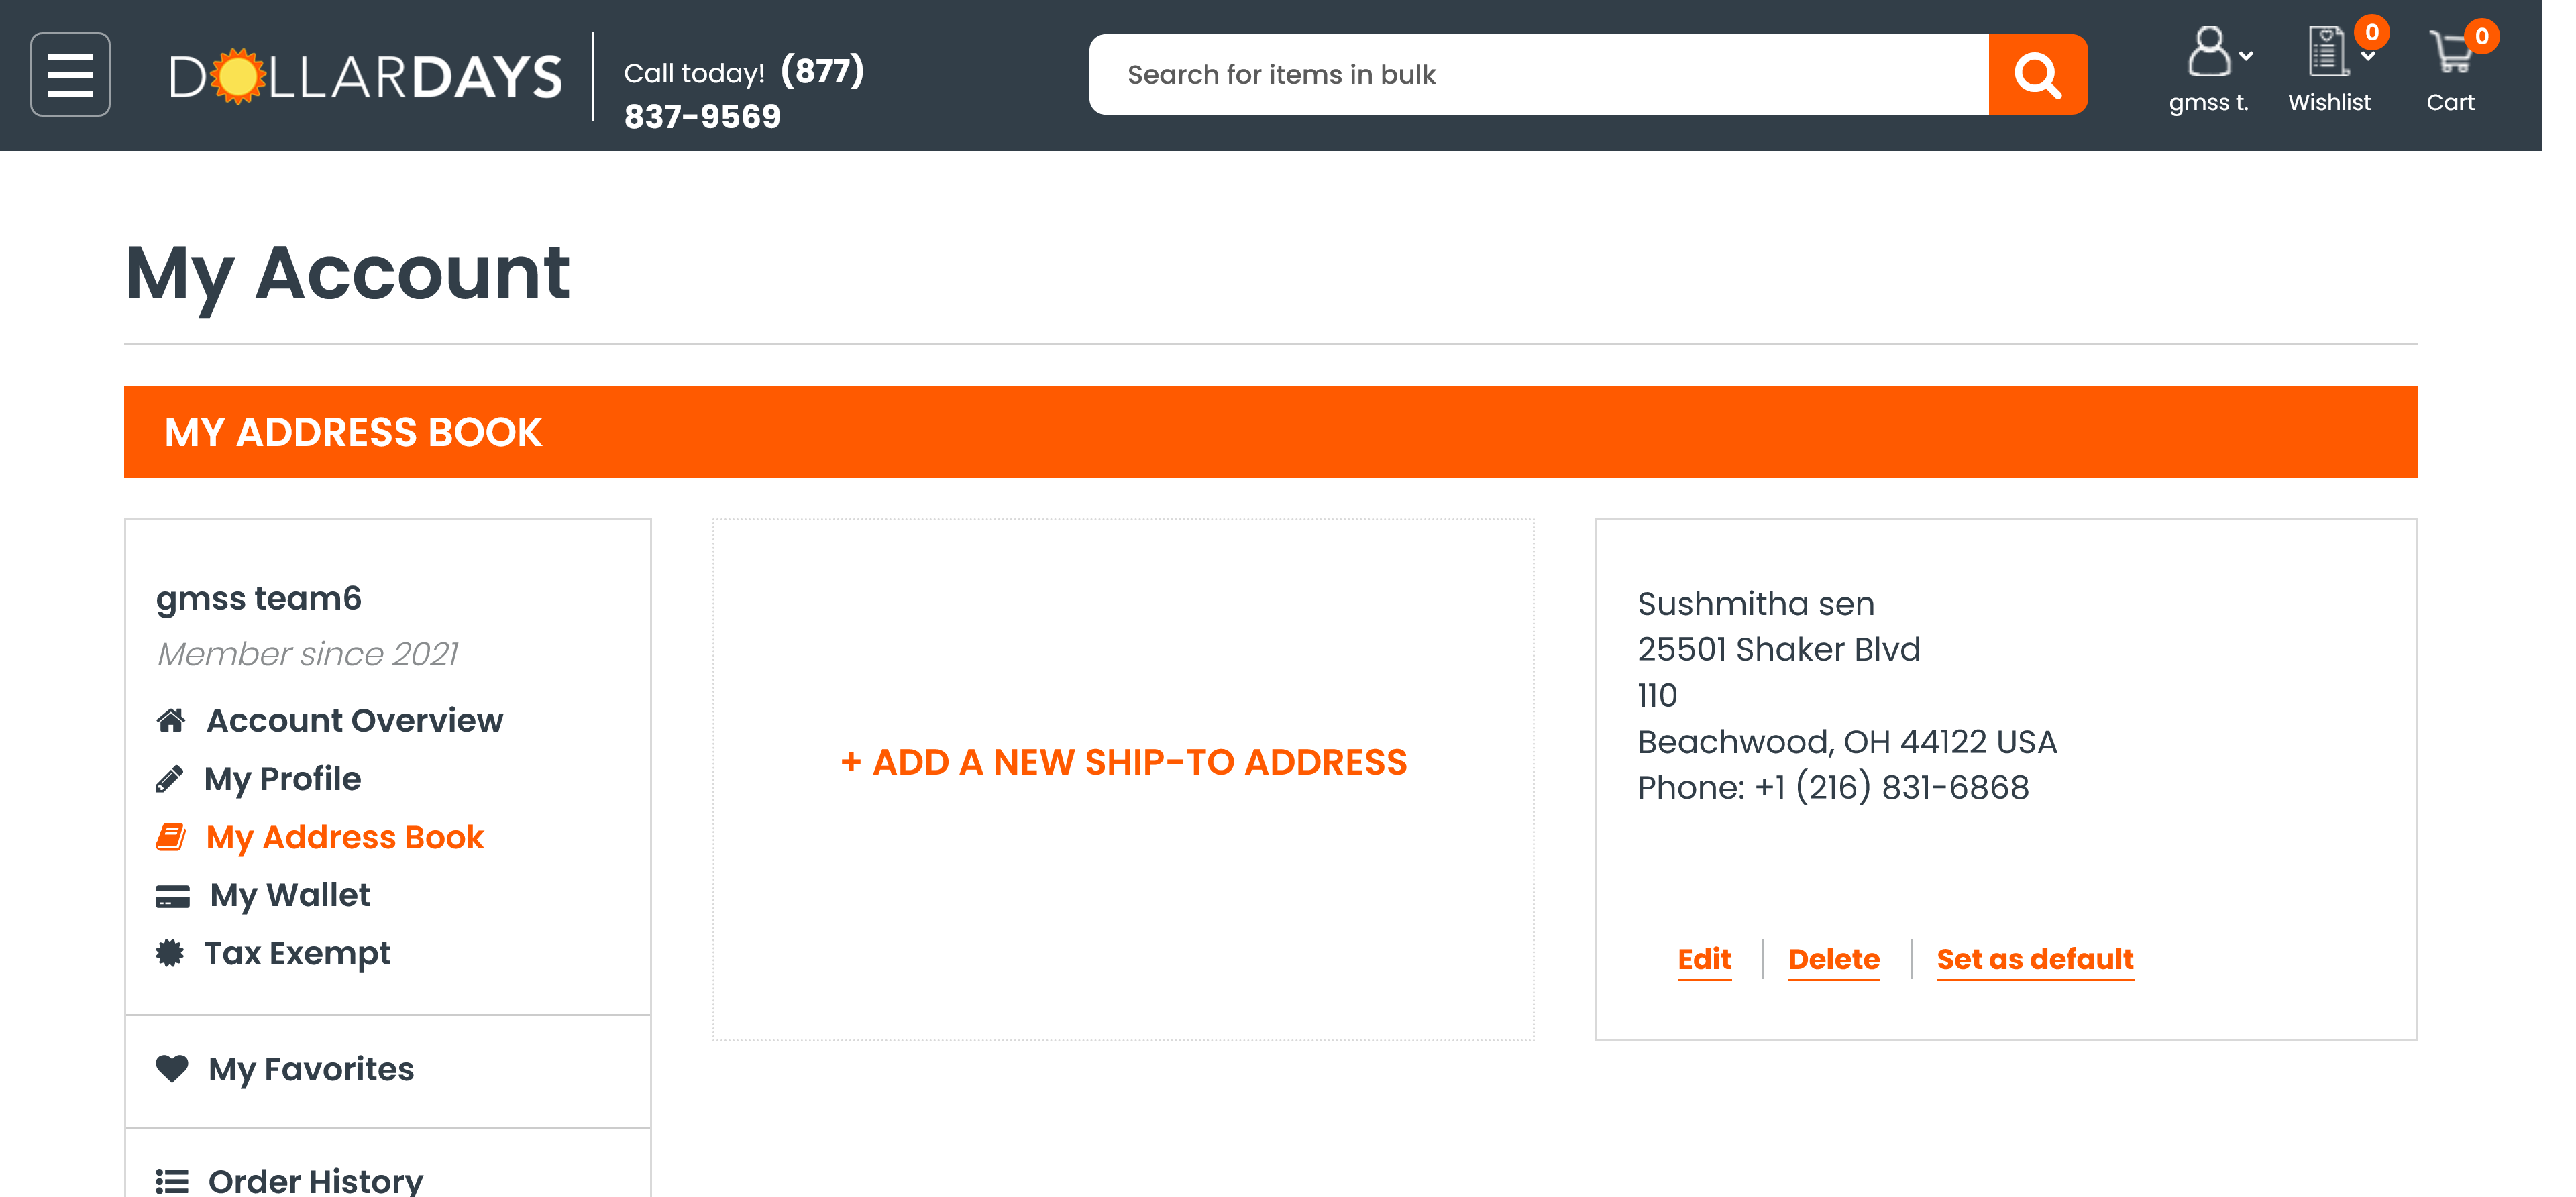 DOLLARDAYS
Call today! (877)
837-9569
Search for items in bulk
gmss t.
0
Wishlist
0
Cart
My Account
MY ADDRESS BOOK
gmss team6
Member since 2021
Account Overview
My Profile
My Address Book
My Wallet
Tax Exempt
My Favorites
Order History
+ ADD A NEW SHIP-TO ADDRESS
Sushmitha sen
25501 Shaker Blvd
110
Beachwood, OH 44122 USA
Phone: +1 (216) 831-6868
Edit
Delete
Set as default